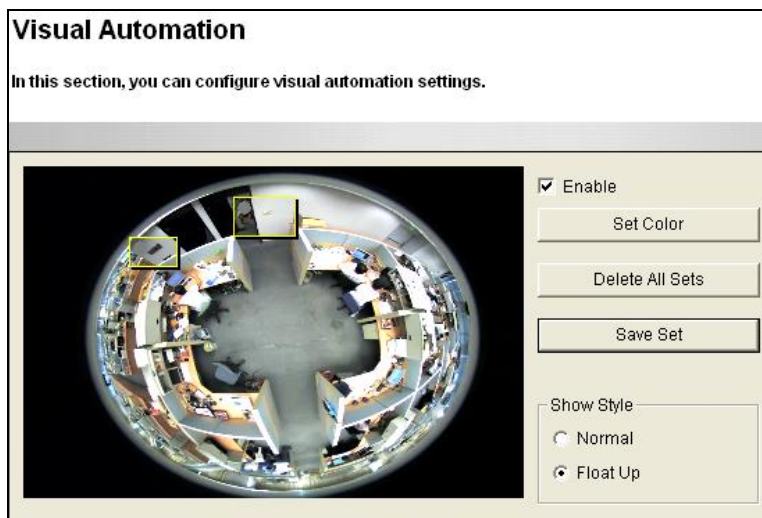 Visual Automation
In this section, you can configure visual automation settings.
Enable
Set Color
Delete All Sets
Save Set
Show Style
Normal
Float Up